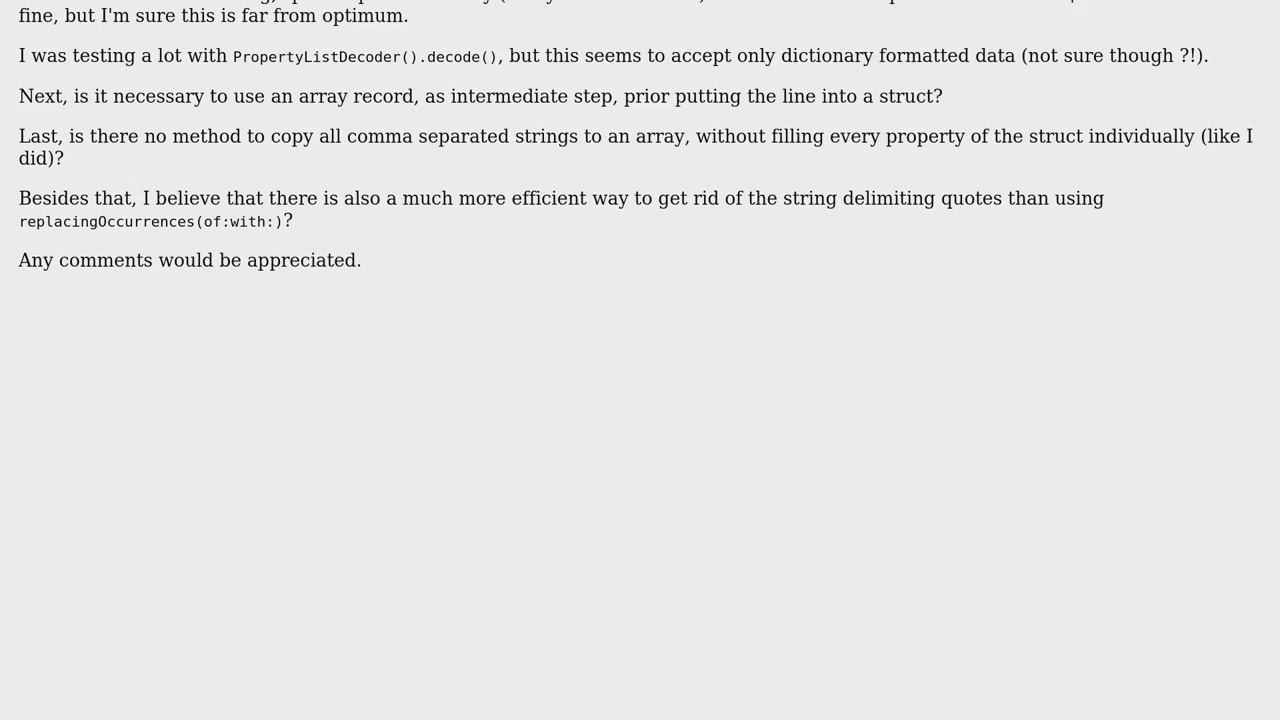 fine, but I'm sure this is far from optimum.
I was testing a lot with PropertyListDecoder().decode(), but this seems to accept only dictionary formatted data (not sure though ?!).
Next, is it necessary to use an array record, as intermediate step, prior putting the line into a struct?
Last, is there no method to copy all comma separated strings to an array, without filling every property of the struct individually (like I
did)?
Besides that, I believe that there is also a much more efficient way to get rid of the string delimiting quotes than using
replacingOccurrences(of:with:)?
Any comments would be appreciated.